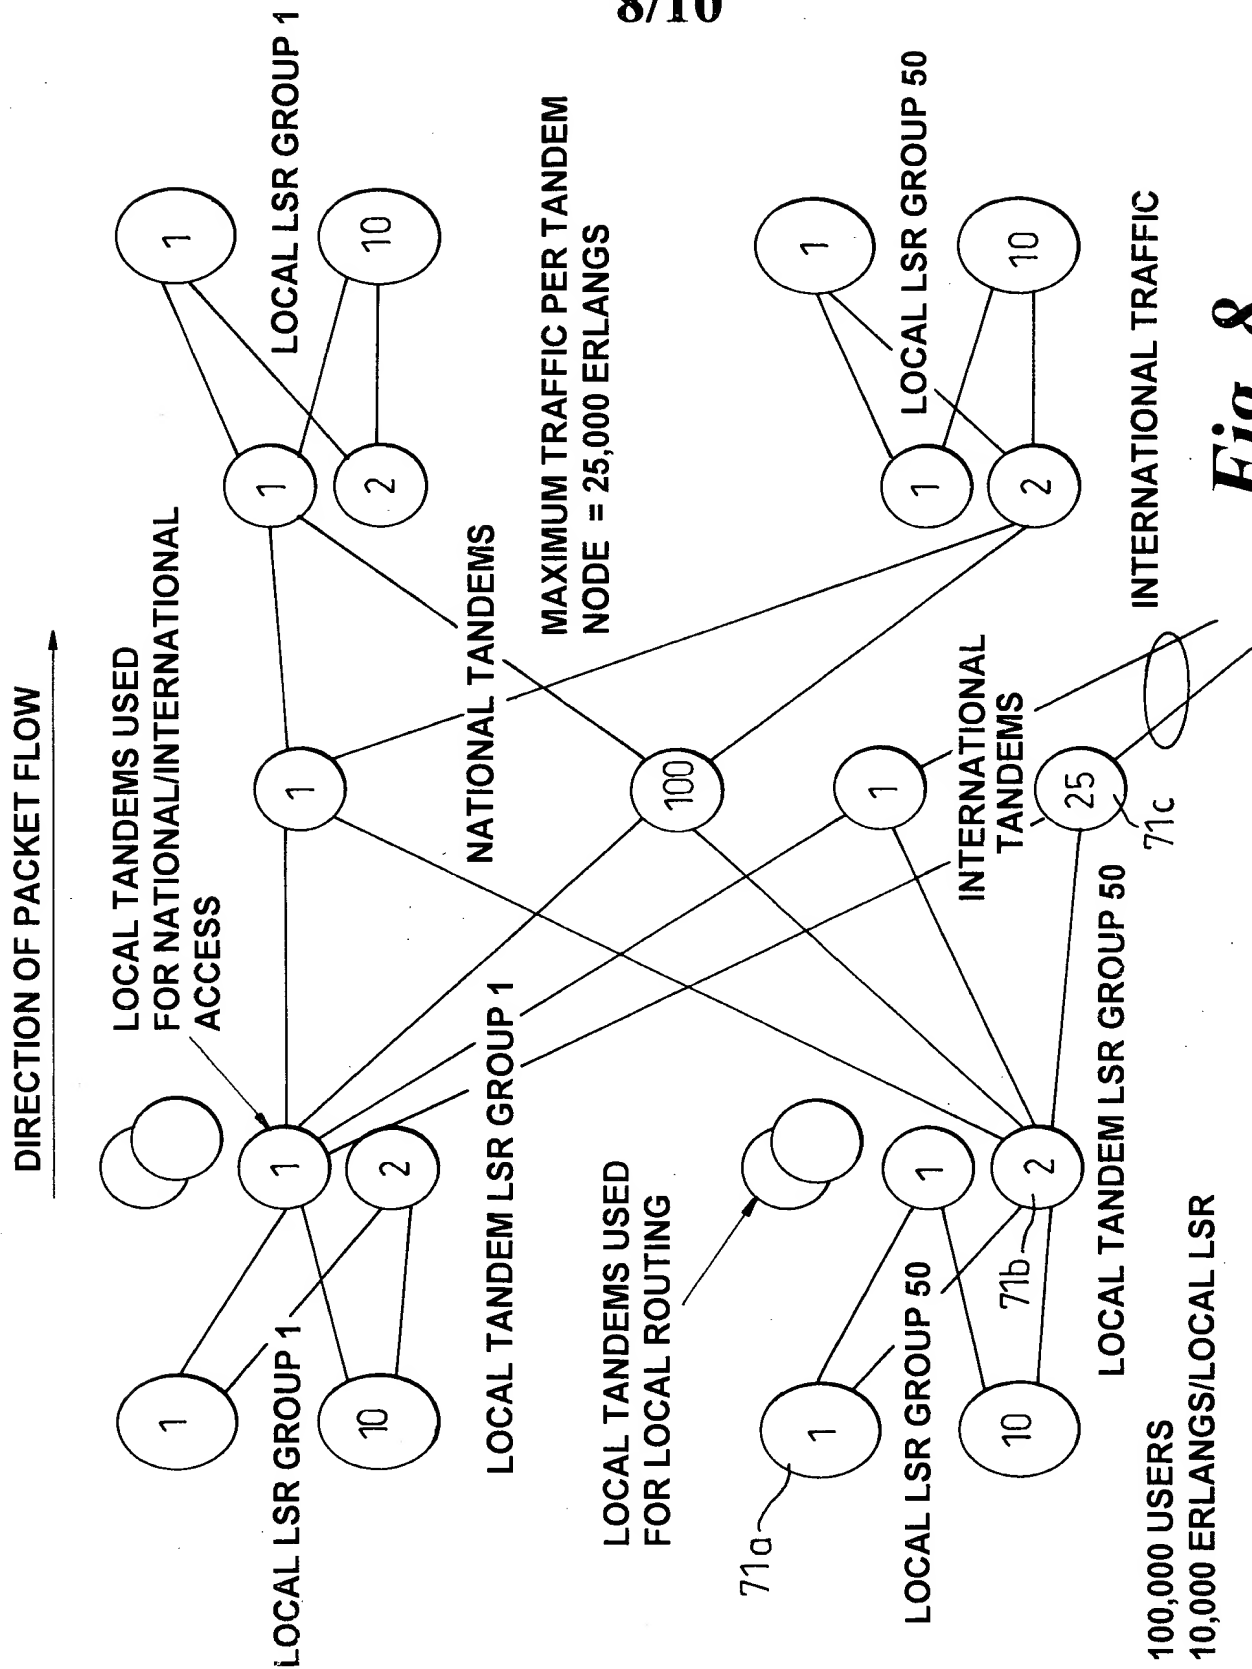 8/10
DIRECTION OF PACKET FLOW
LOCAL TANDEMS USED
FOR NATIONAL/INTERNATIONAL
ACCESS
1
10
LOCAL LSR GROUP 1
1
2
LOCAL TANDEM LSR GROUP 1
1
NATIONAL TANDEMS
100
1
2
1
10
LOCAL LSR GROUP 1
MAXIMUM TRAFFIC PER TANDEM
NODE = 25,000 ERLANGS
LOCAL TANDEMS USED
FOR LOCAL ROUTING
71a
1
10
LOCAL LSR GROUP 50
1
2
71b
LOCAL TANDEM LSR GROUP 50
1
INTERNATIONAL
TANDEMS
25
71c
1
2
LOCAL LSR GROUP 50
1
10
INTERNATIONAL TRAFFIC
100,000 USERS
10,000 ERLANGS/LOCAL LSR
Fig. 8